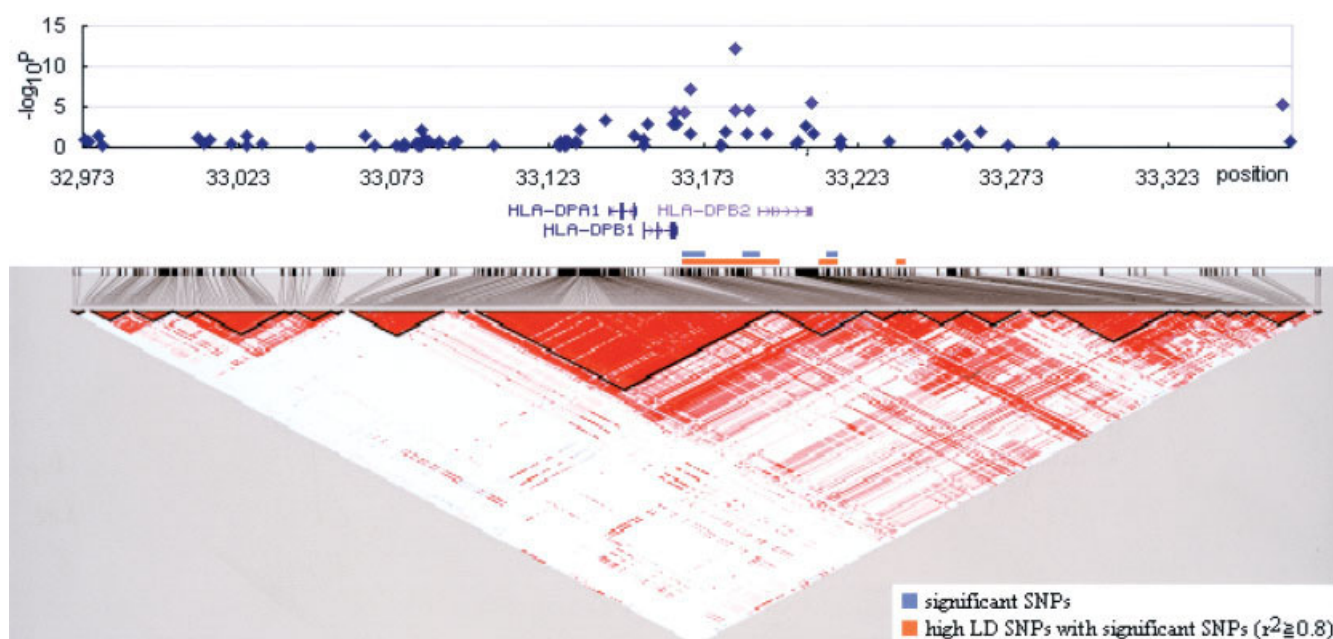 15
10
5
0
-log10P
32,973 33,023 33,073 33,123 33,173 33,223 33,273 33,323 position
HLA-DPA1 HLA-DPB2
HLA-DPB1
significant SNPs
high LD SNPs with significant SNPs (r²≧0.8)